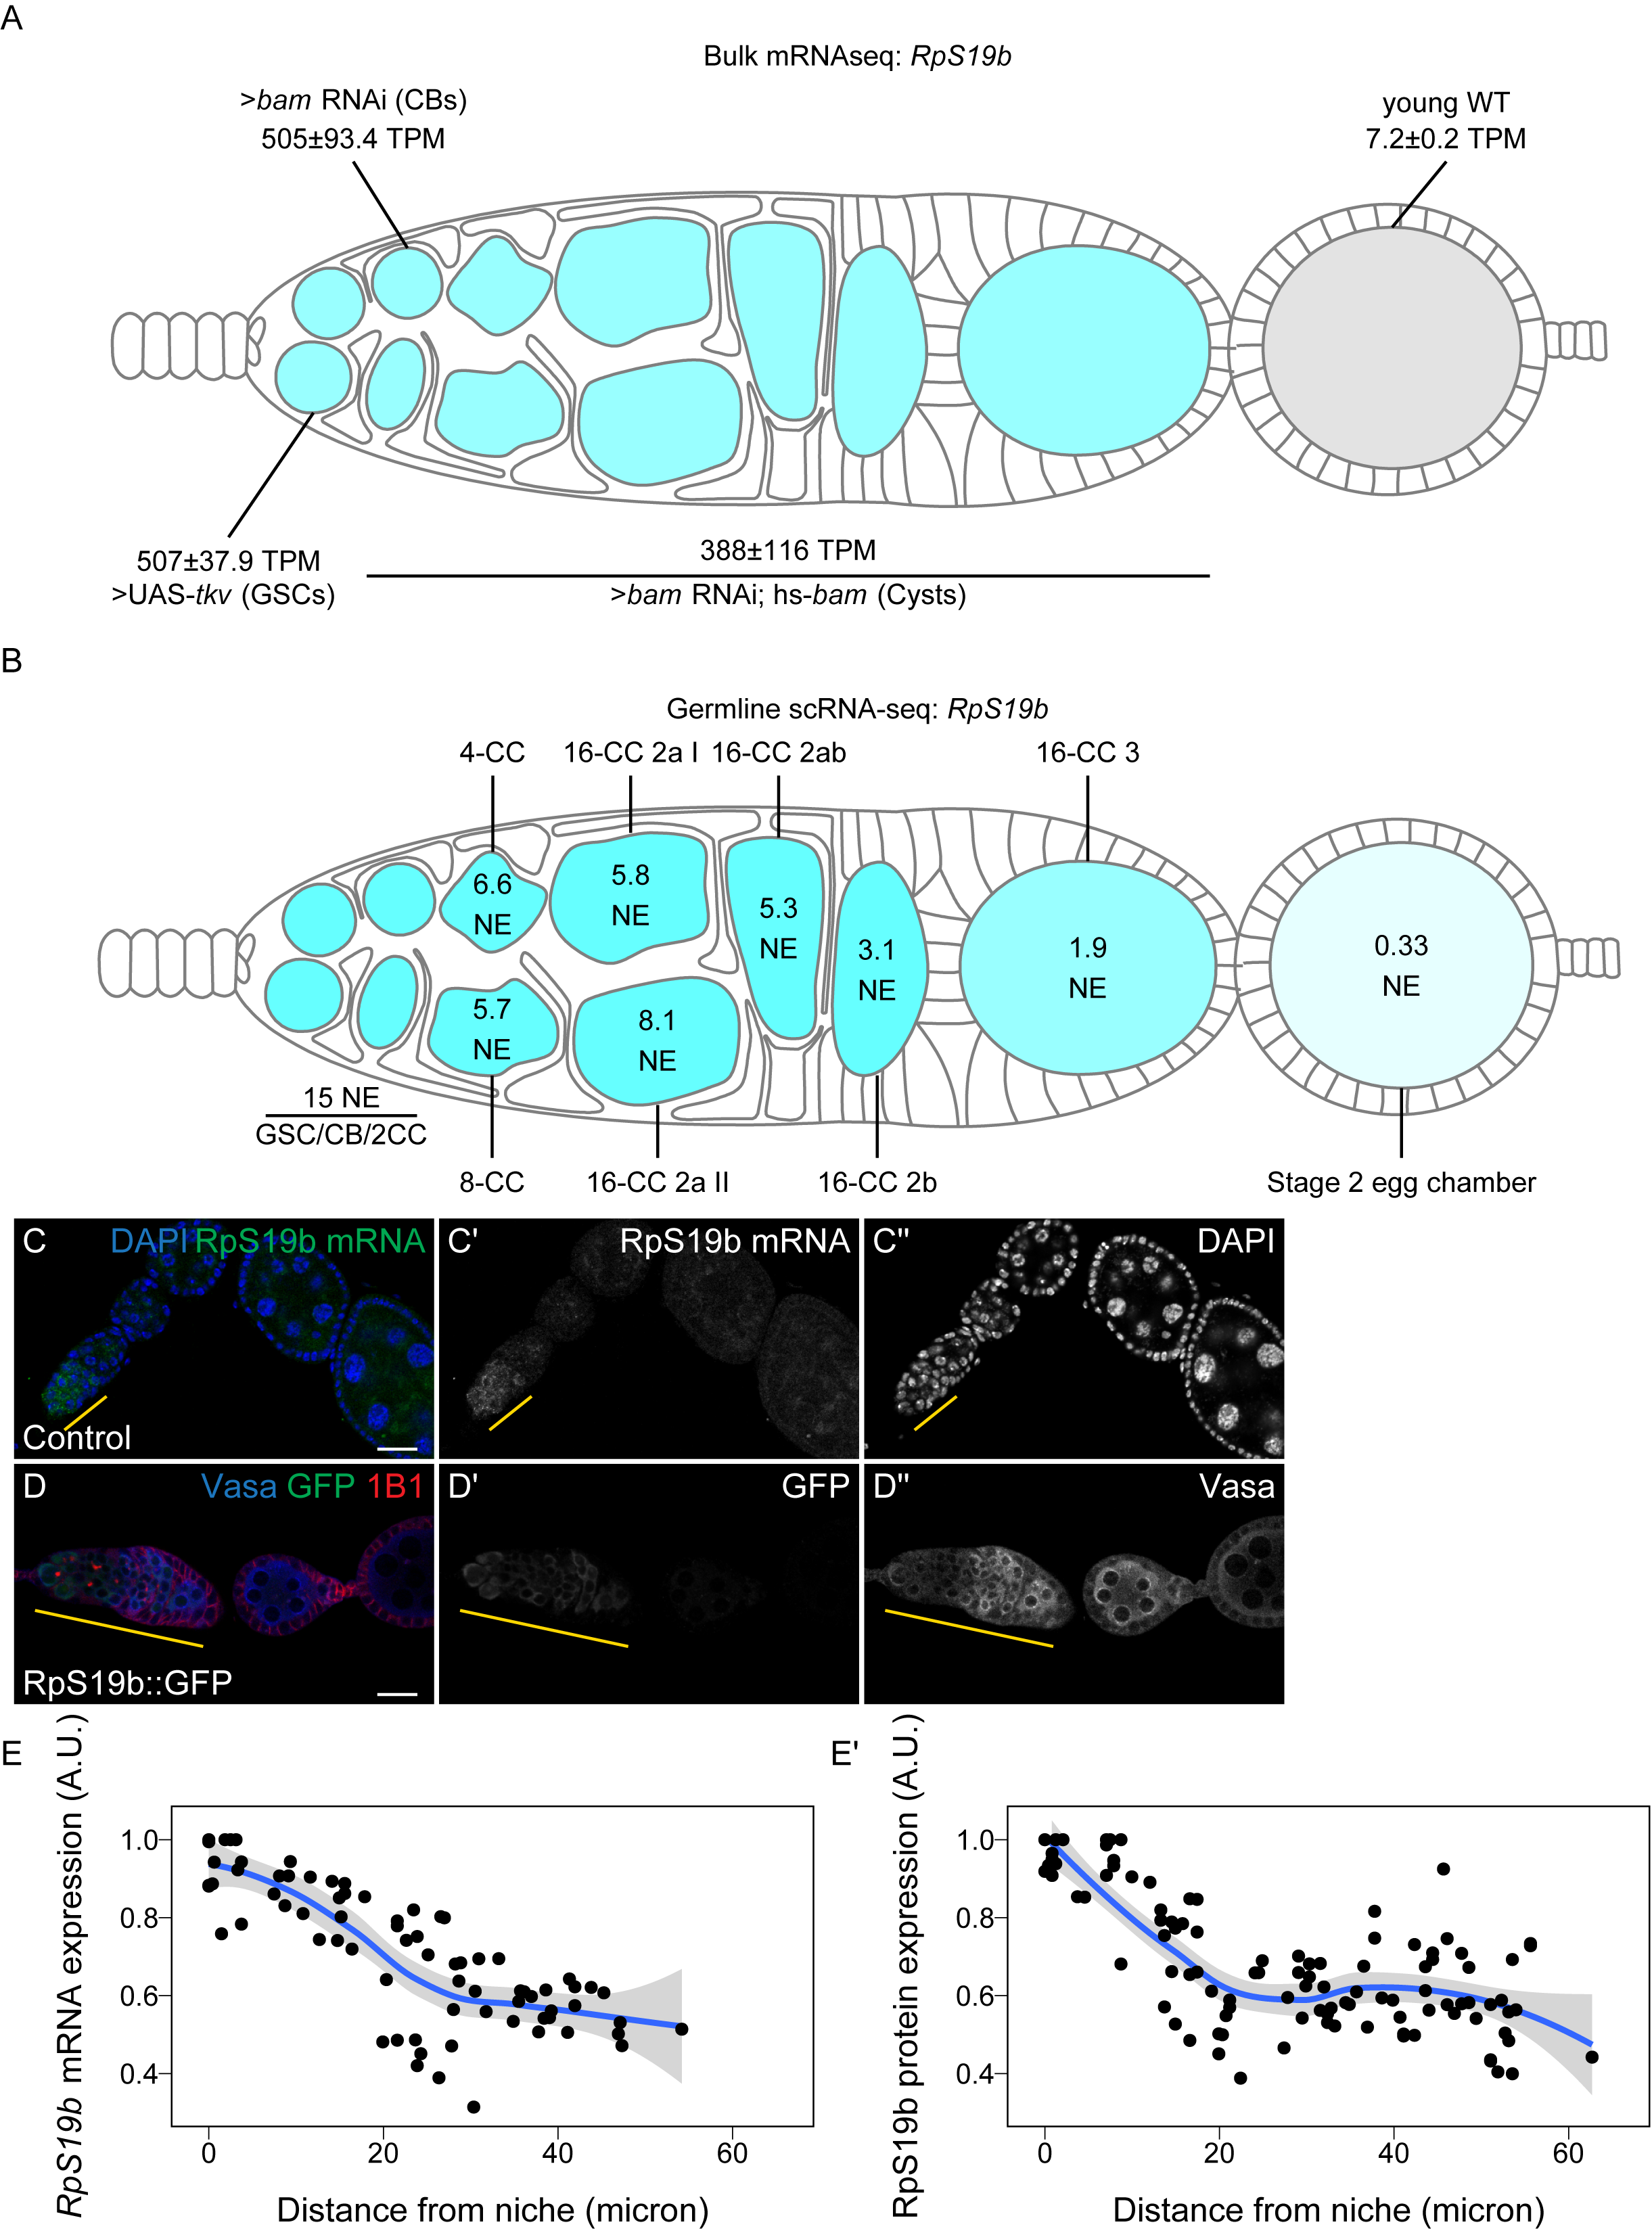 A
Bulk mRNAseq: RpS19b
>bam RNAi (CBs)
505±93.4 TPM
young WT
7.2±0.2 TPM
507±37.9 TPM
>UAS-tkv (GSCs)
388±116 TPM
>bam RNAi; hs-bam (Cysts)
B
Germline scRNA-seq: RpS19b
4-CC
16-CC 2a I
16-CC 2ab
16-CC 3
6.6
NE
5.8
NE
5.3
NE
3.1
NE
1.9
NE
0.33
NE
5.7
NE
8.1
NE
15 NE
GSC/CB/2CC
8-CC
16-CC 2a II
16-CC 2b
Stage 2 egg chamber
C
DAPI RpS19b mRNA
Control
C'
RpS19b mRNA
C''
DAPI
D
Vasa GFP 1B1
RpS19b::GFP
D'
GFP
D''
Vasa
E
RpS19b mRNA expression (A.U.)
1.0
0.8
0.6
0.4
0
20
40
60
Distance from niche (micron)
E'
RpS19b protein expression (A.U.)
1.0
0.8
0.6
0.4
0
20
40
60
Distance from niche (micron)